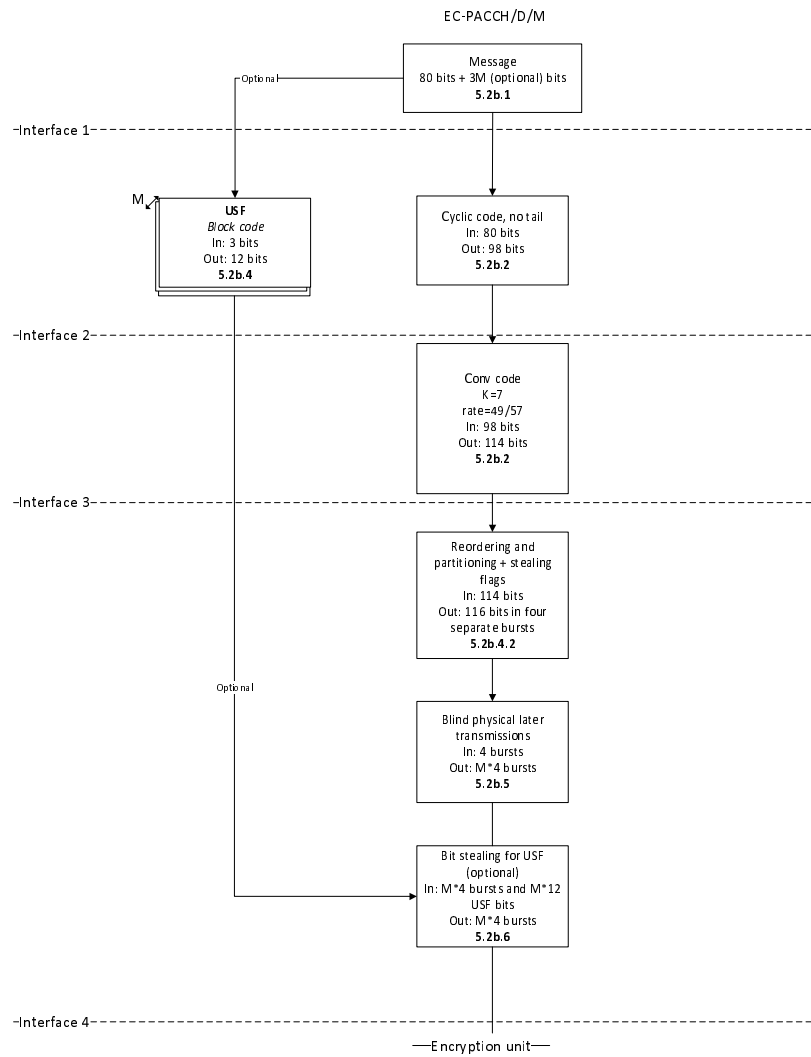 EC-PACCH/D/M
Message
80 bits + 3M (optional) bits
5.2b.1
Optional
Interface 1
M
USF
Block code
In: 3 bits
Out: 12 bits
5.2b.4
Cyclic code, no tail
In: 80 bits
Out: 98 bits
5.2b.2
Interface 2
Conv code
K=7
rate=49/57
In: 98 bits
Out: 114 bits
5.2b.2
Interface 3
Reordering and
partitioning + stealing
flags
In: 114 bits
Out: 116 bits in four
separate bursts
5.2b.4.2
Optional
Blind physical later
transmissions
In: 4 bursts
Out: M*4 bursts
5.2b.5
Bit stealing for USF
(optional)
In: M*4 bursts and M*12
USF bits
Out: M*4 bursts
5.2b.6
Interface 4
Encryption unit